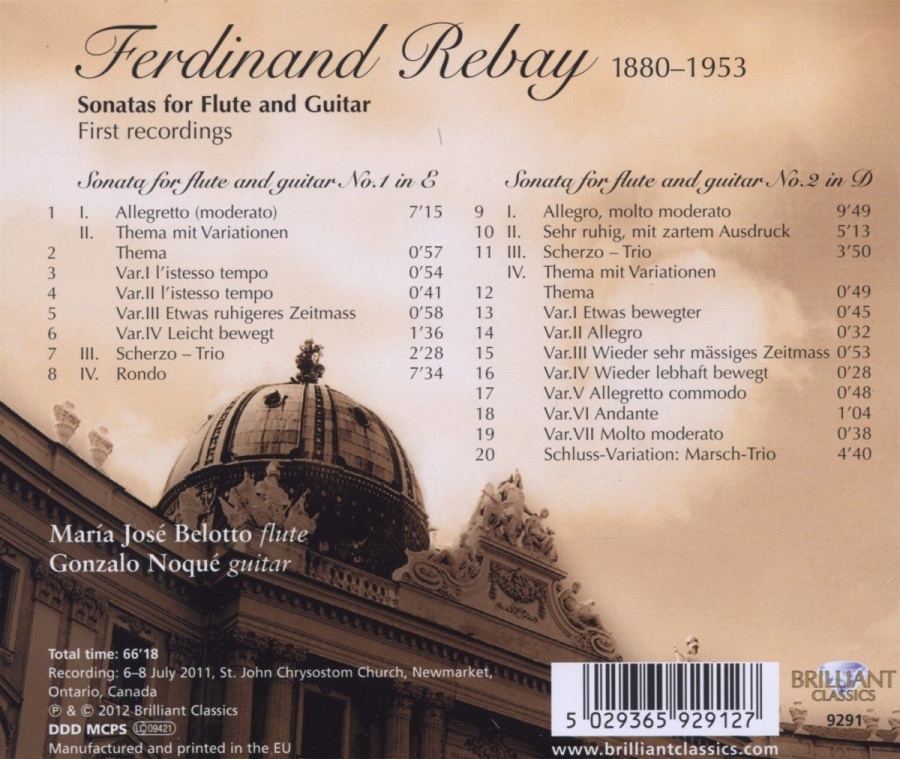 Ferdinand Rebay 1880–1953
Sonatas for Flute and Guitar
First recordings
Sonata for flute and guitar No.1 in E
1 I. Allegretto (moderato) 7’15
II. Thema mit Variationen
2 Thema 0’57
3 Var.I l’istesso tempo 0’54
4 Var.II l’istesso tempo 0’41
5 Var.III Etwas ruhigeres Zeitmass 0’58
6 Var.IV Leicht bewegt 1’36
7 III. Scherzo – Trio 2’28
8 IV. Rondo 7’34
Sonata for flute and guitar No.2 in D
9 I. Allegro, molto moderato 9’49
10 II. Sehr ruhig, mit zartem Ausdruck 5’13
11 III. Scherzo – Trio 3’50
IV. Thema mit Variationen
12 Thema 0’49
13 Var.I Etwas bewegter 0’45
14 Var.II Allegro 0’32
15 Var.III Wieder sehr mässiges Zeitmass 0’53
16 Var.IV Wieder lebhaft bewegt 0’28
17 Var.V Allegretto commodo 0’48
18 Var.VI Andante 1’04
19 Var.VII Molto moderato 0’38
20 Schluss-Variation: Marsch-Trio 4’40
María José Belotto flute
Gonzalo Noqué guitar
Total time: 66’18
Recording: 6–8 July 2011, St. John Chrysostom Church, Newmarket,
Ontario, Canada
℗ & © 2012 Brilliant Classics
DDD MCPS LC09421
Manufactured and printed in the EU
5 029365 929127
www.brilliantclassics.com
BRILLIANT
CLASSICS
9291